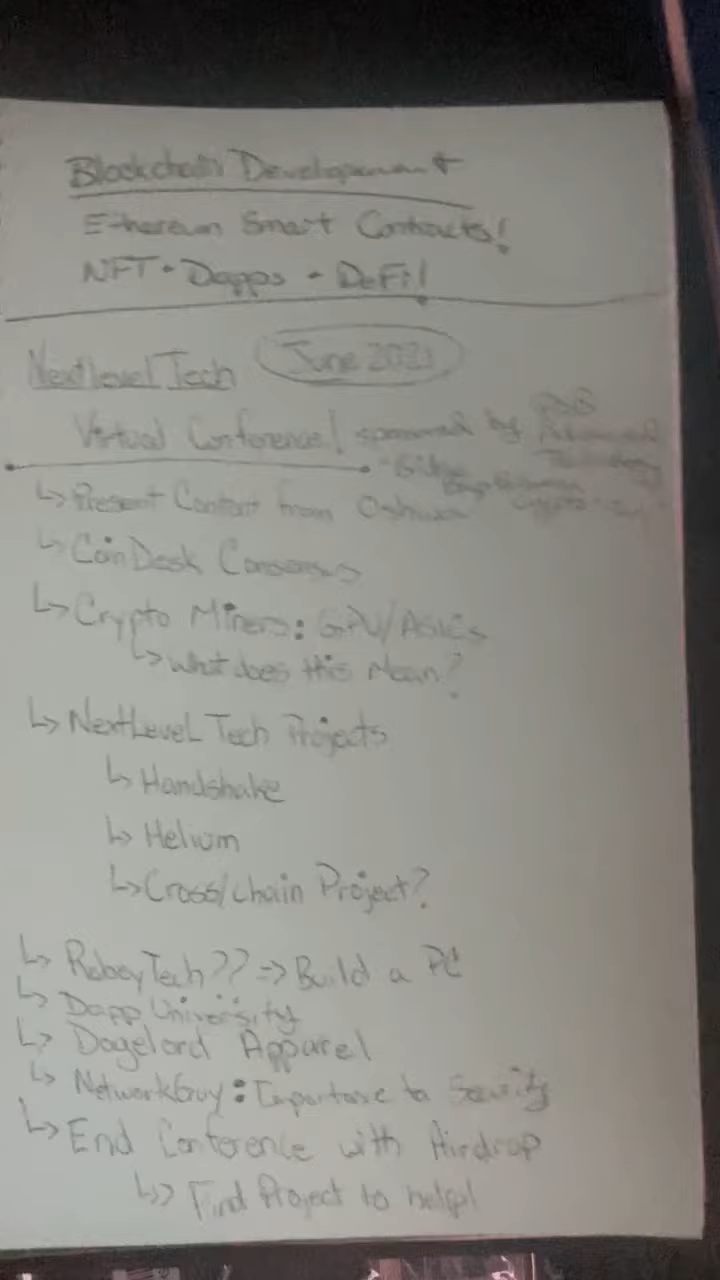 Blockchain Development
Ethereum Smart Contracts!
NFT • Dapps • DeFi!
NextLevel Tech June 2021
Virtual Conference! sponsored by
↳ Present Content from
↳ CoinDesk Consensus
↳ Crypto Miners: GPU/ASICs
↳ What does this Mean?
↳ NextLevel Tech Projects
↳ Handshake
↳ Helium
↳ Cross/chain Project?
↳ RobeyTech?? => Build a PC
↳ Dapp University
↳ Dogelord Apparel
↳ NetworkGuy: Importance to Security
↳ End Conference with Airdrop
↳ Find Project to help!